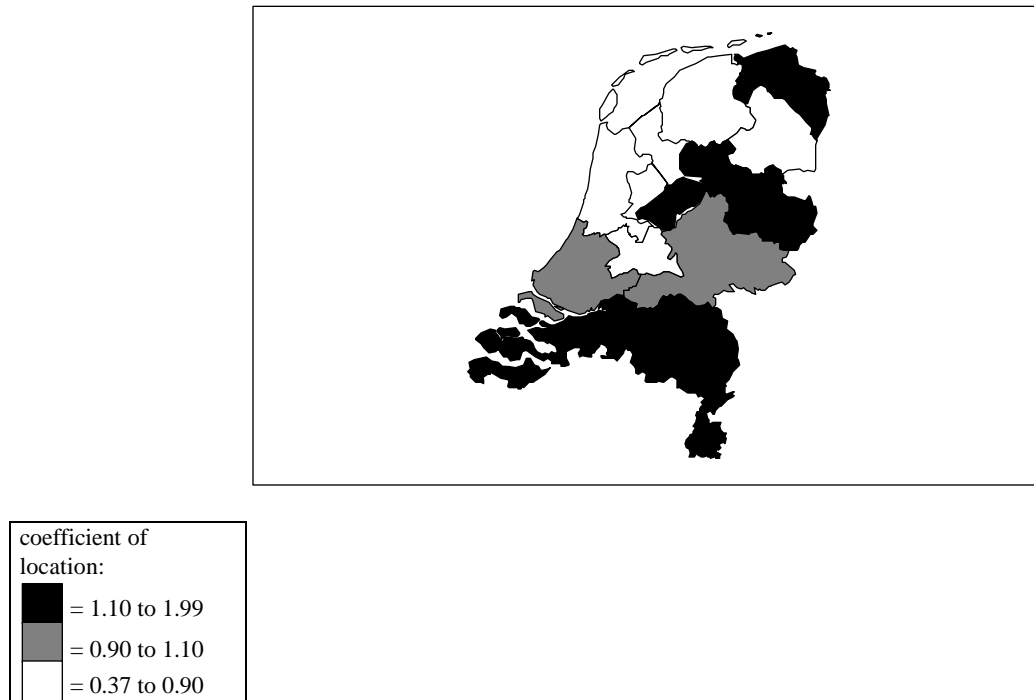 coefficient of
location:
= 1.10 to 1.99
= 0.90 to 1.10
= 0.37 to 0.90